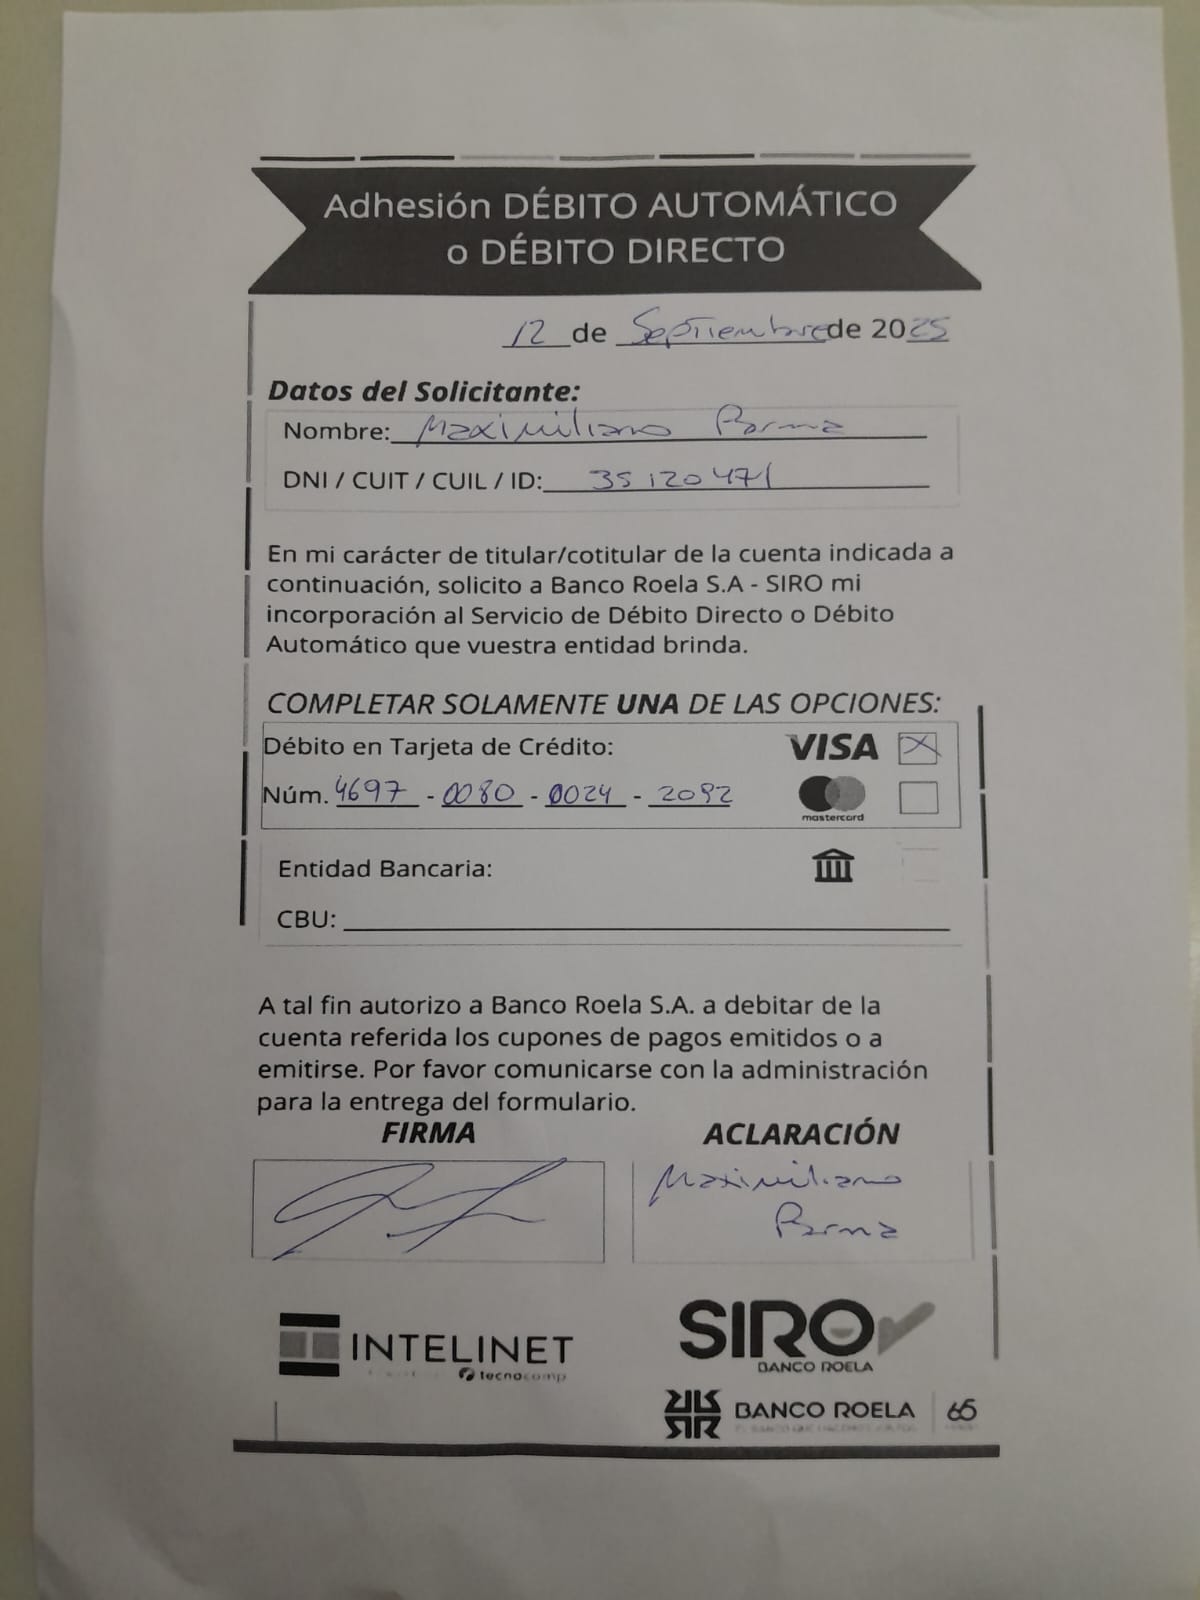 Adhesión DÉBITO AUTOMÁTICO
o DÉBITO DIRECTO
12 de Septiembre de 2025
Datos del Solicitante:
Nombre: Maximiliano Parma
DNI / CUIT / CUIL / ID: 35120471
En mi carácter de titular/cotitular de la cuenta indicada a
continuación, solicito a Banco Roela S.A - SIRO mi
incorporación al Servicio de Débito Directo o Débito
Automático que vuestra entidad brinda.
COMPLETAR SOLAMENTE UNA DE LAS OPCIONES:
Débito en Tarjeta de Crédito: VISA X
Núm. 4697 - 0080 - 0024 - 2092
mastercard
Entidad Bancaria:
CBU:
A tal fin autorizo a Banco Roela S.A. a debitar de la
cuenta referida los cupones de pagos emitidos o a
emitirse. Por favor comunicarse con la administración
para la entrega del formulario.
FIRMA ACLARACIÓN
Maximiliano
Parma
INTELINET
tecnocomp
SIRO
BANCO ROELA
BANCO ROELA 65